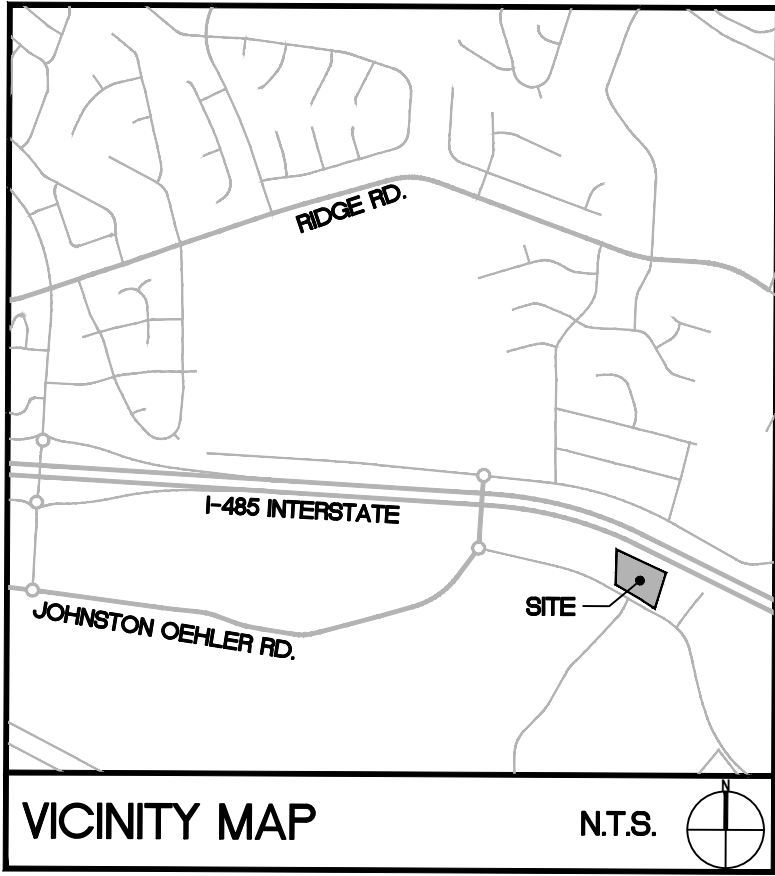 RIDGE RD.
I-485 INTERSTATE
SITE
JOHNSTON OEHLER RD.
VICINITY MAP
N.T.S.
N